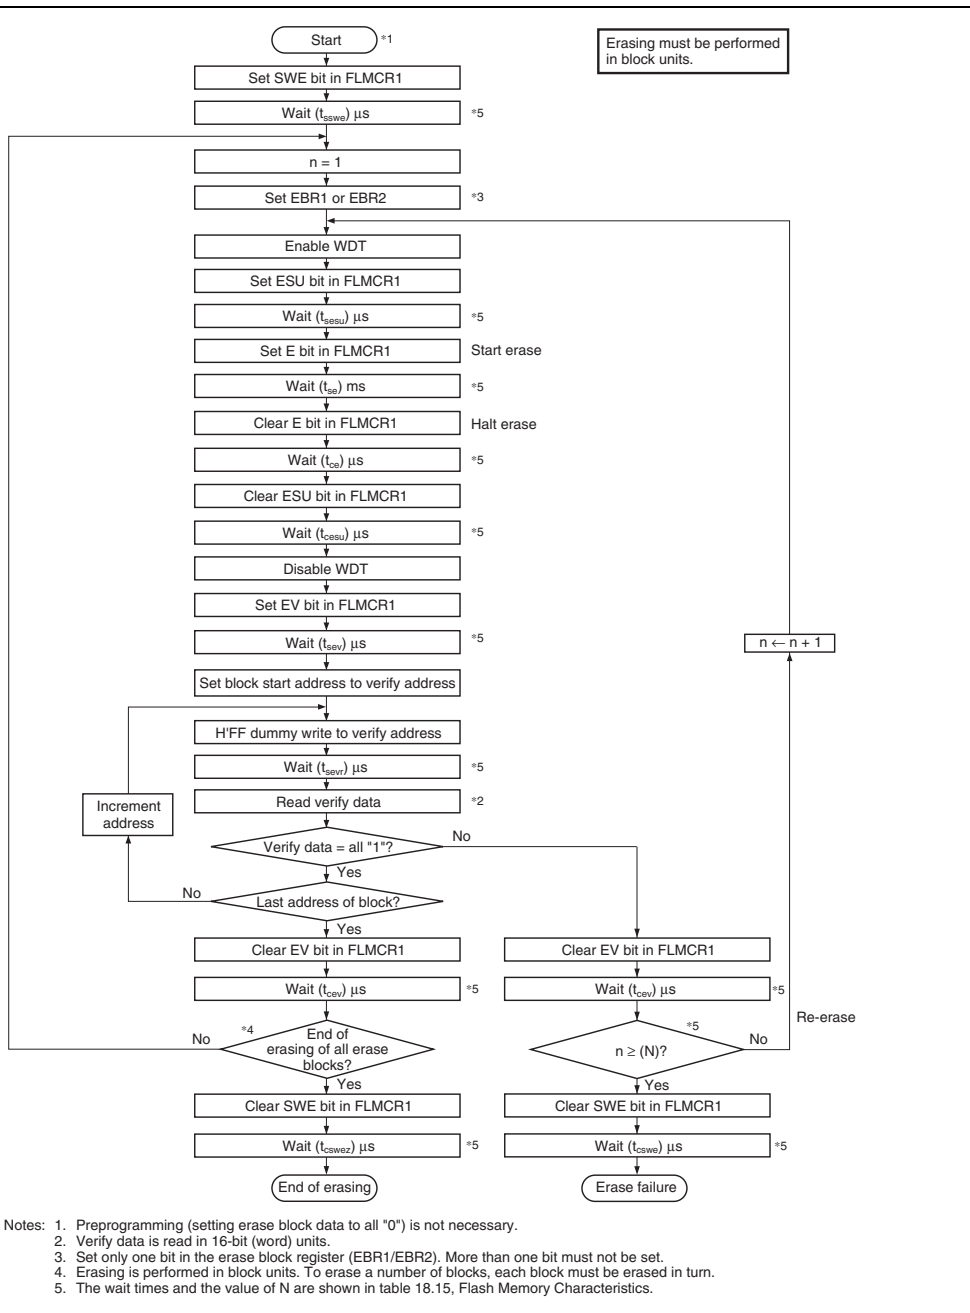 Start *1
Erasing must be performed
in block units.
Set SWE bit in FLMCR1
Wait (tsswe) µs *5
n = 1
Set EBR1 or EBR2 *3
Enable WDT
Set ESU bit in FLMCR1
Wait (tsesu) µs *5
Set E bit in FLMCR1 Start erase
Wait (tse) ms *5
Clear E bit in FLMCR1 Halt erase
Wait (tce) µs *5
Clear ESU bit in FLMCR1
Wait (tcesu) µs *5
Disable WDT
Set EV bit in FLMCR1
Wait (tsev) µs *5
n ← n + 1
Set block start address to verify address
H'FF dummy write to verify address
Wait (tsevr) µs *5
Read verify data *2
Increment
address
Verify data = all "1"?
No
Yes
Last address of block?
No
Yes
Clear EV bit in FLMCR1
Wait (tcev) µs *5
*4
End of
erasing of all erase
blocks?
No
Yes
Clear SWE bit in FLMCR1
Wait (tcswez) µs *5
End of erasing
Clear EV bit in FLMCR1
Wait (tcev) µs *5
Re-erase
*5
n ≥ (N)?
No
Yes
Clear SWE bit in FLMCR1
Wait (tcswe) µs *5
Erase failure
Notes: 1. Preprogramming (setting erase block data to all "0") is not necessary.
2. Verify data is read in 16-bit (word) units.
3. Set only one bit in the erase block register (EBR1/EBR2). More than one bit must not be set.
4. Erasing is performed in block units. To erase a number of blocks, each block must be erased in turn.
5. The wait times and the value of N are shown in table 18.15, Flash Memory Characteristics.